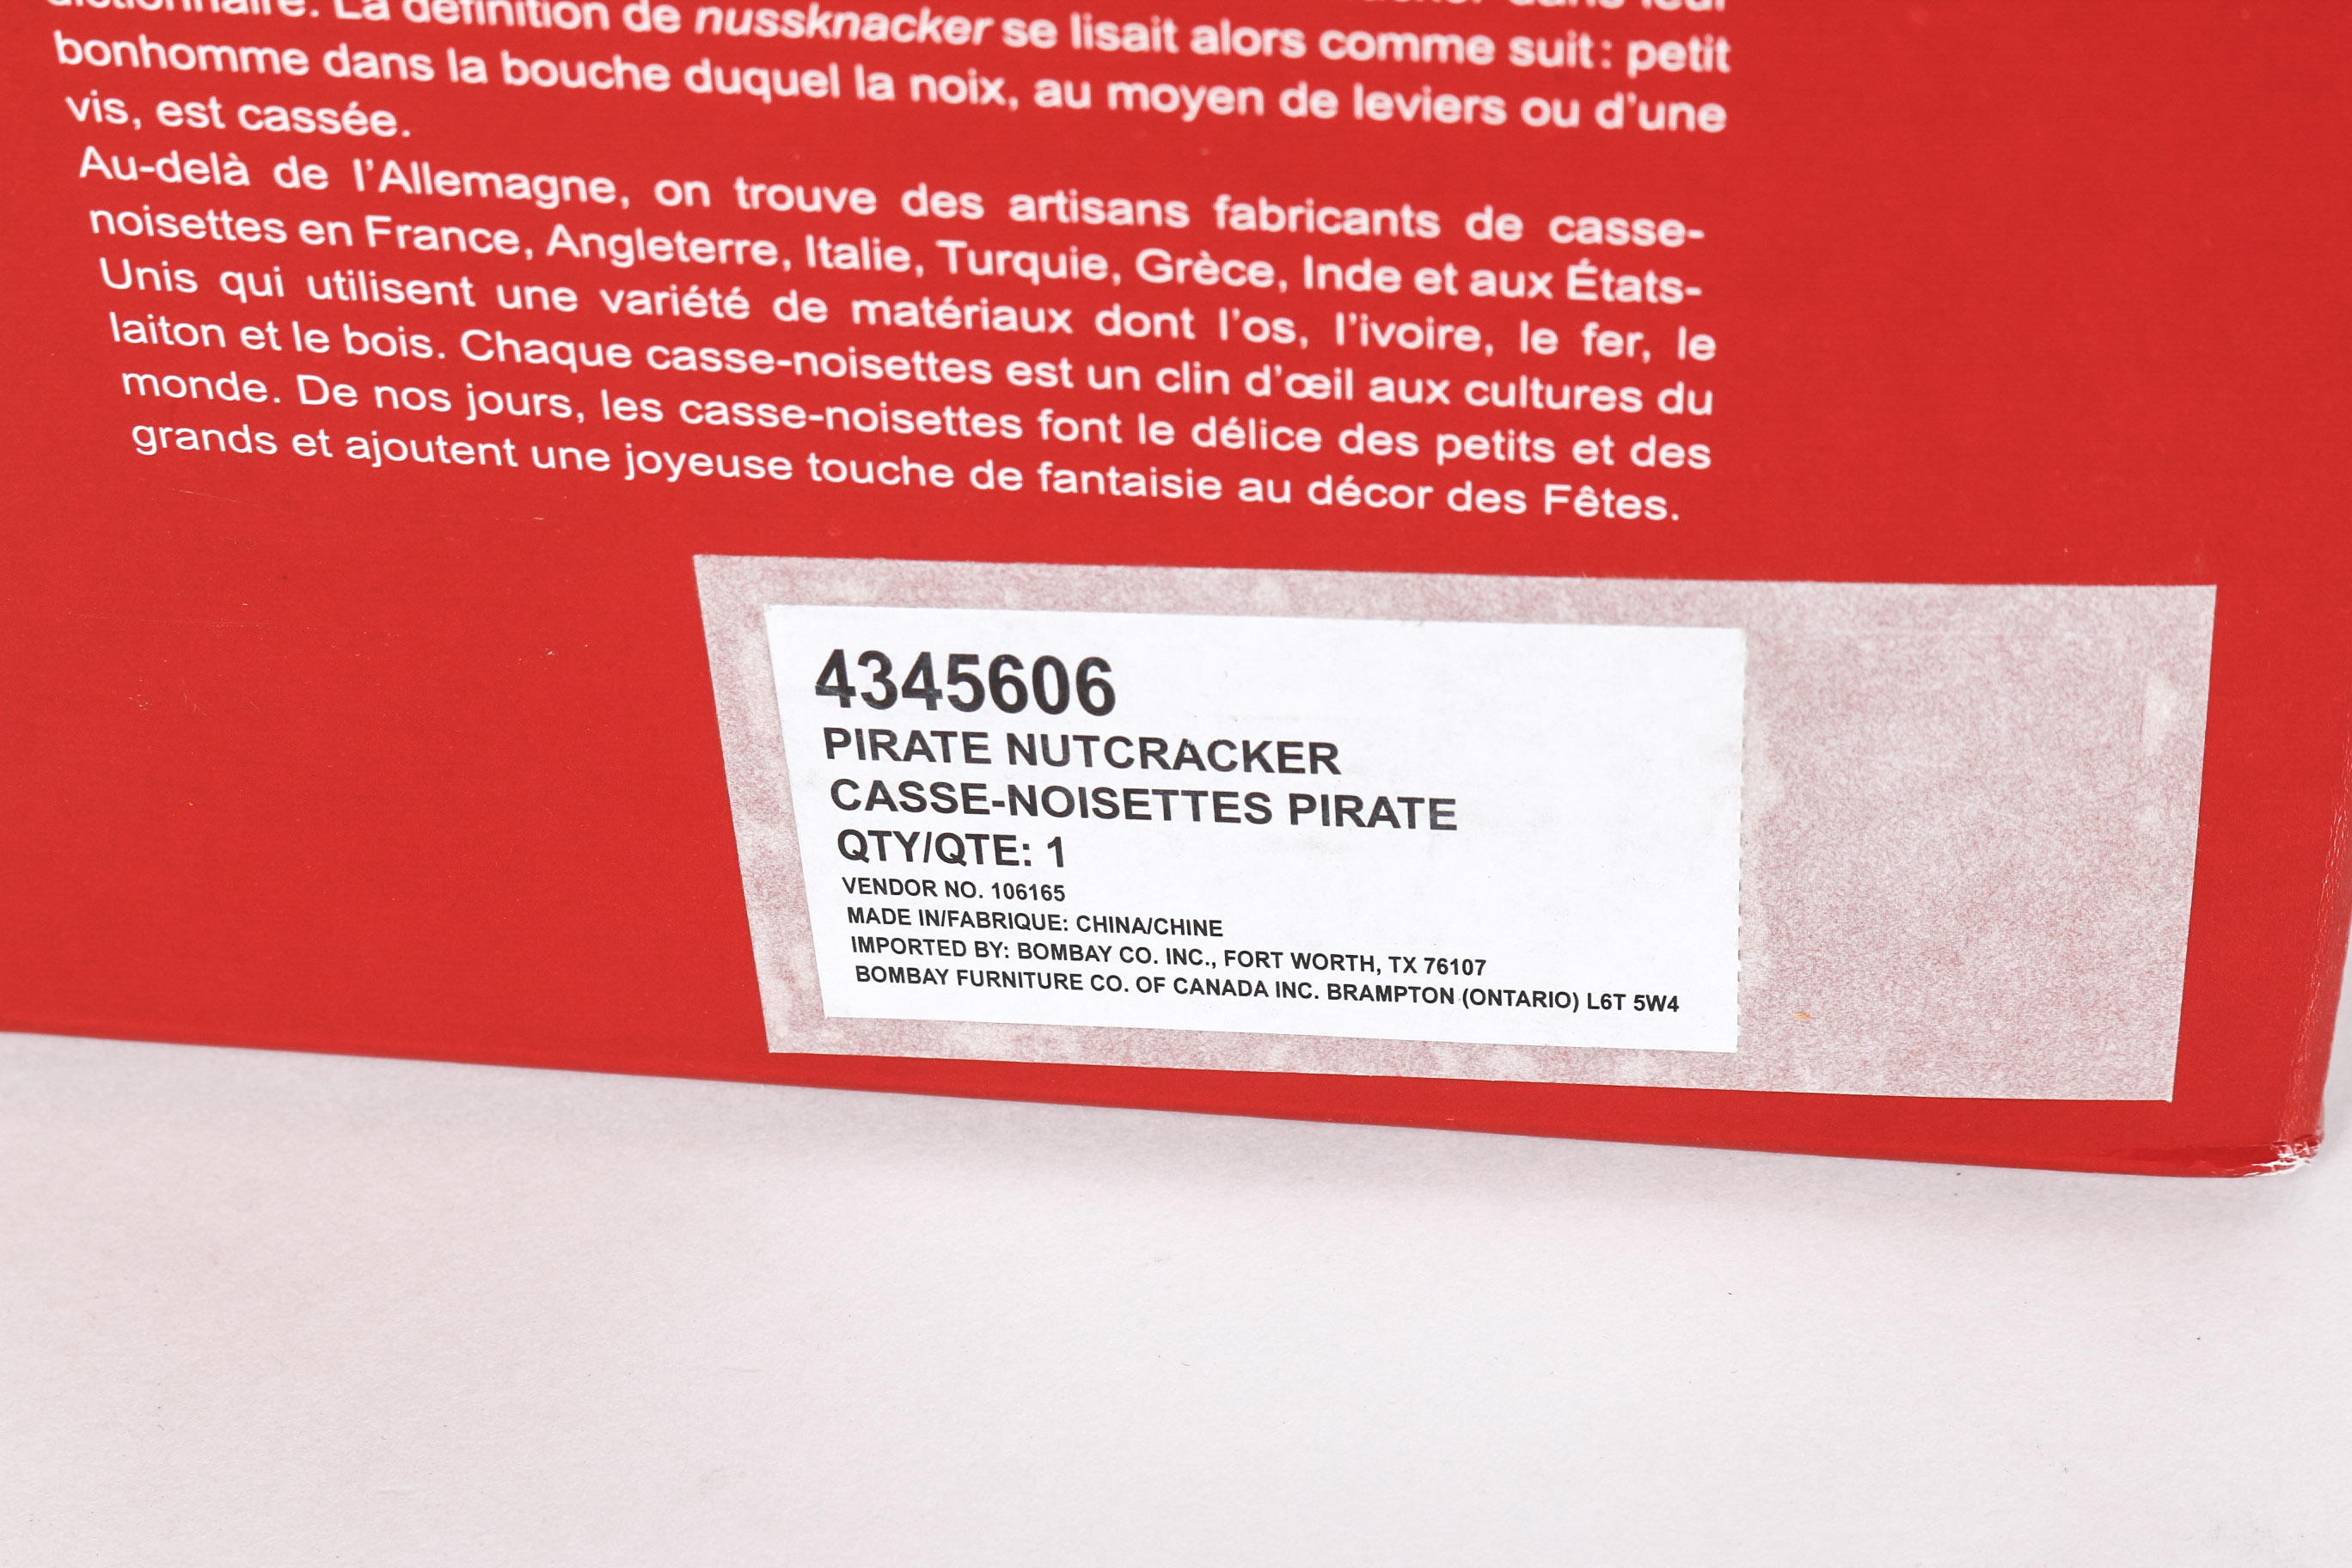 dictionnaire. La définition de nussknacker se lisait alors comme suit : petit
bonhomme dans la bouche duquel la noix, au moyen de leviers ou d'une
vis, est cassée.
Au-delà de l'Allemagne, on trouve des artisans fabricants de casse-
noisettes en France, Angleterre, Italie, Turquie, Grèce, Inde et aux États-
Unis qui utilisent une variété de matériaux dont l'os, l'ivoire, le fer, le
laiton et le bois. Chaque casse-noisettes est un clin d'œil aux cultures du
monde. De nos jours, les casse-noisettes font le délice des petits et des
grands et ajoutent une joyeuse touche de fantaisie au décor des Fêtes.
4345606
PIRATE NUTCRACKER
CASSE-NOISETTES PIRATE
QTY/QTE: 1
VENDOR NO. 106165
MADE IN/FABRIQUE: CHINA/CHINE
IMPORTED BY: BOMBAY CO. INC., FORT WORTH, TX 76107
BOMBAY FURNITURE CO. OF CANADA INC. BRAMPTON (ONTARIO) L6T 5W4